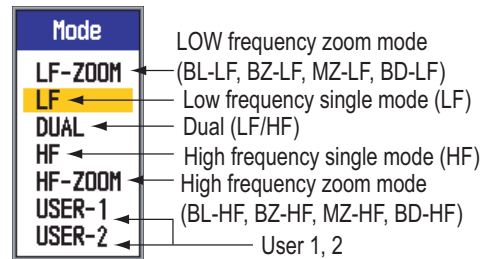 Mode
LF-ZOOM
LF
DUAL
HF
HF-ZOOM
USER-1
USER-2
LOW frequency zoom mode
(BL-LF, BZ-LF, MZ-LF, BD-LF)
Low frequency single mode (LF)
Dual (LF/HF)
High frequency single mode (HF)
High frequency zoom mode
(BL-HF, BZ-HF, MZ-HF, BD-HF)
User 1, 2